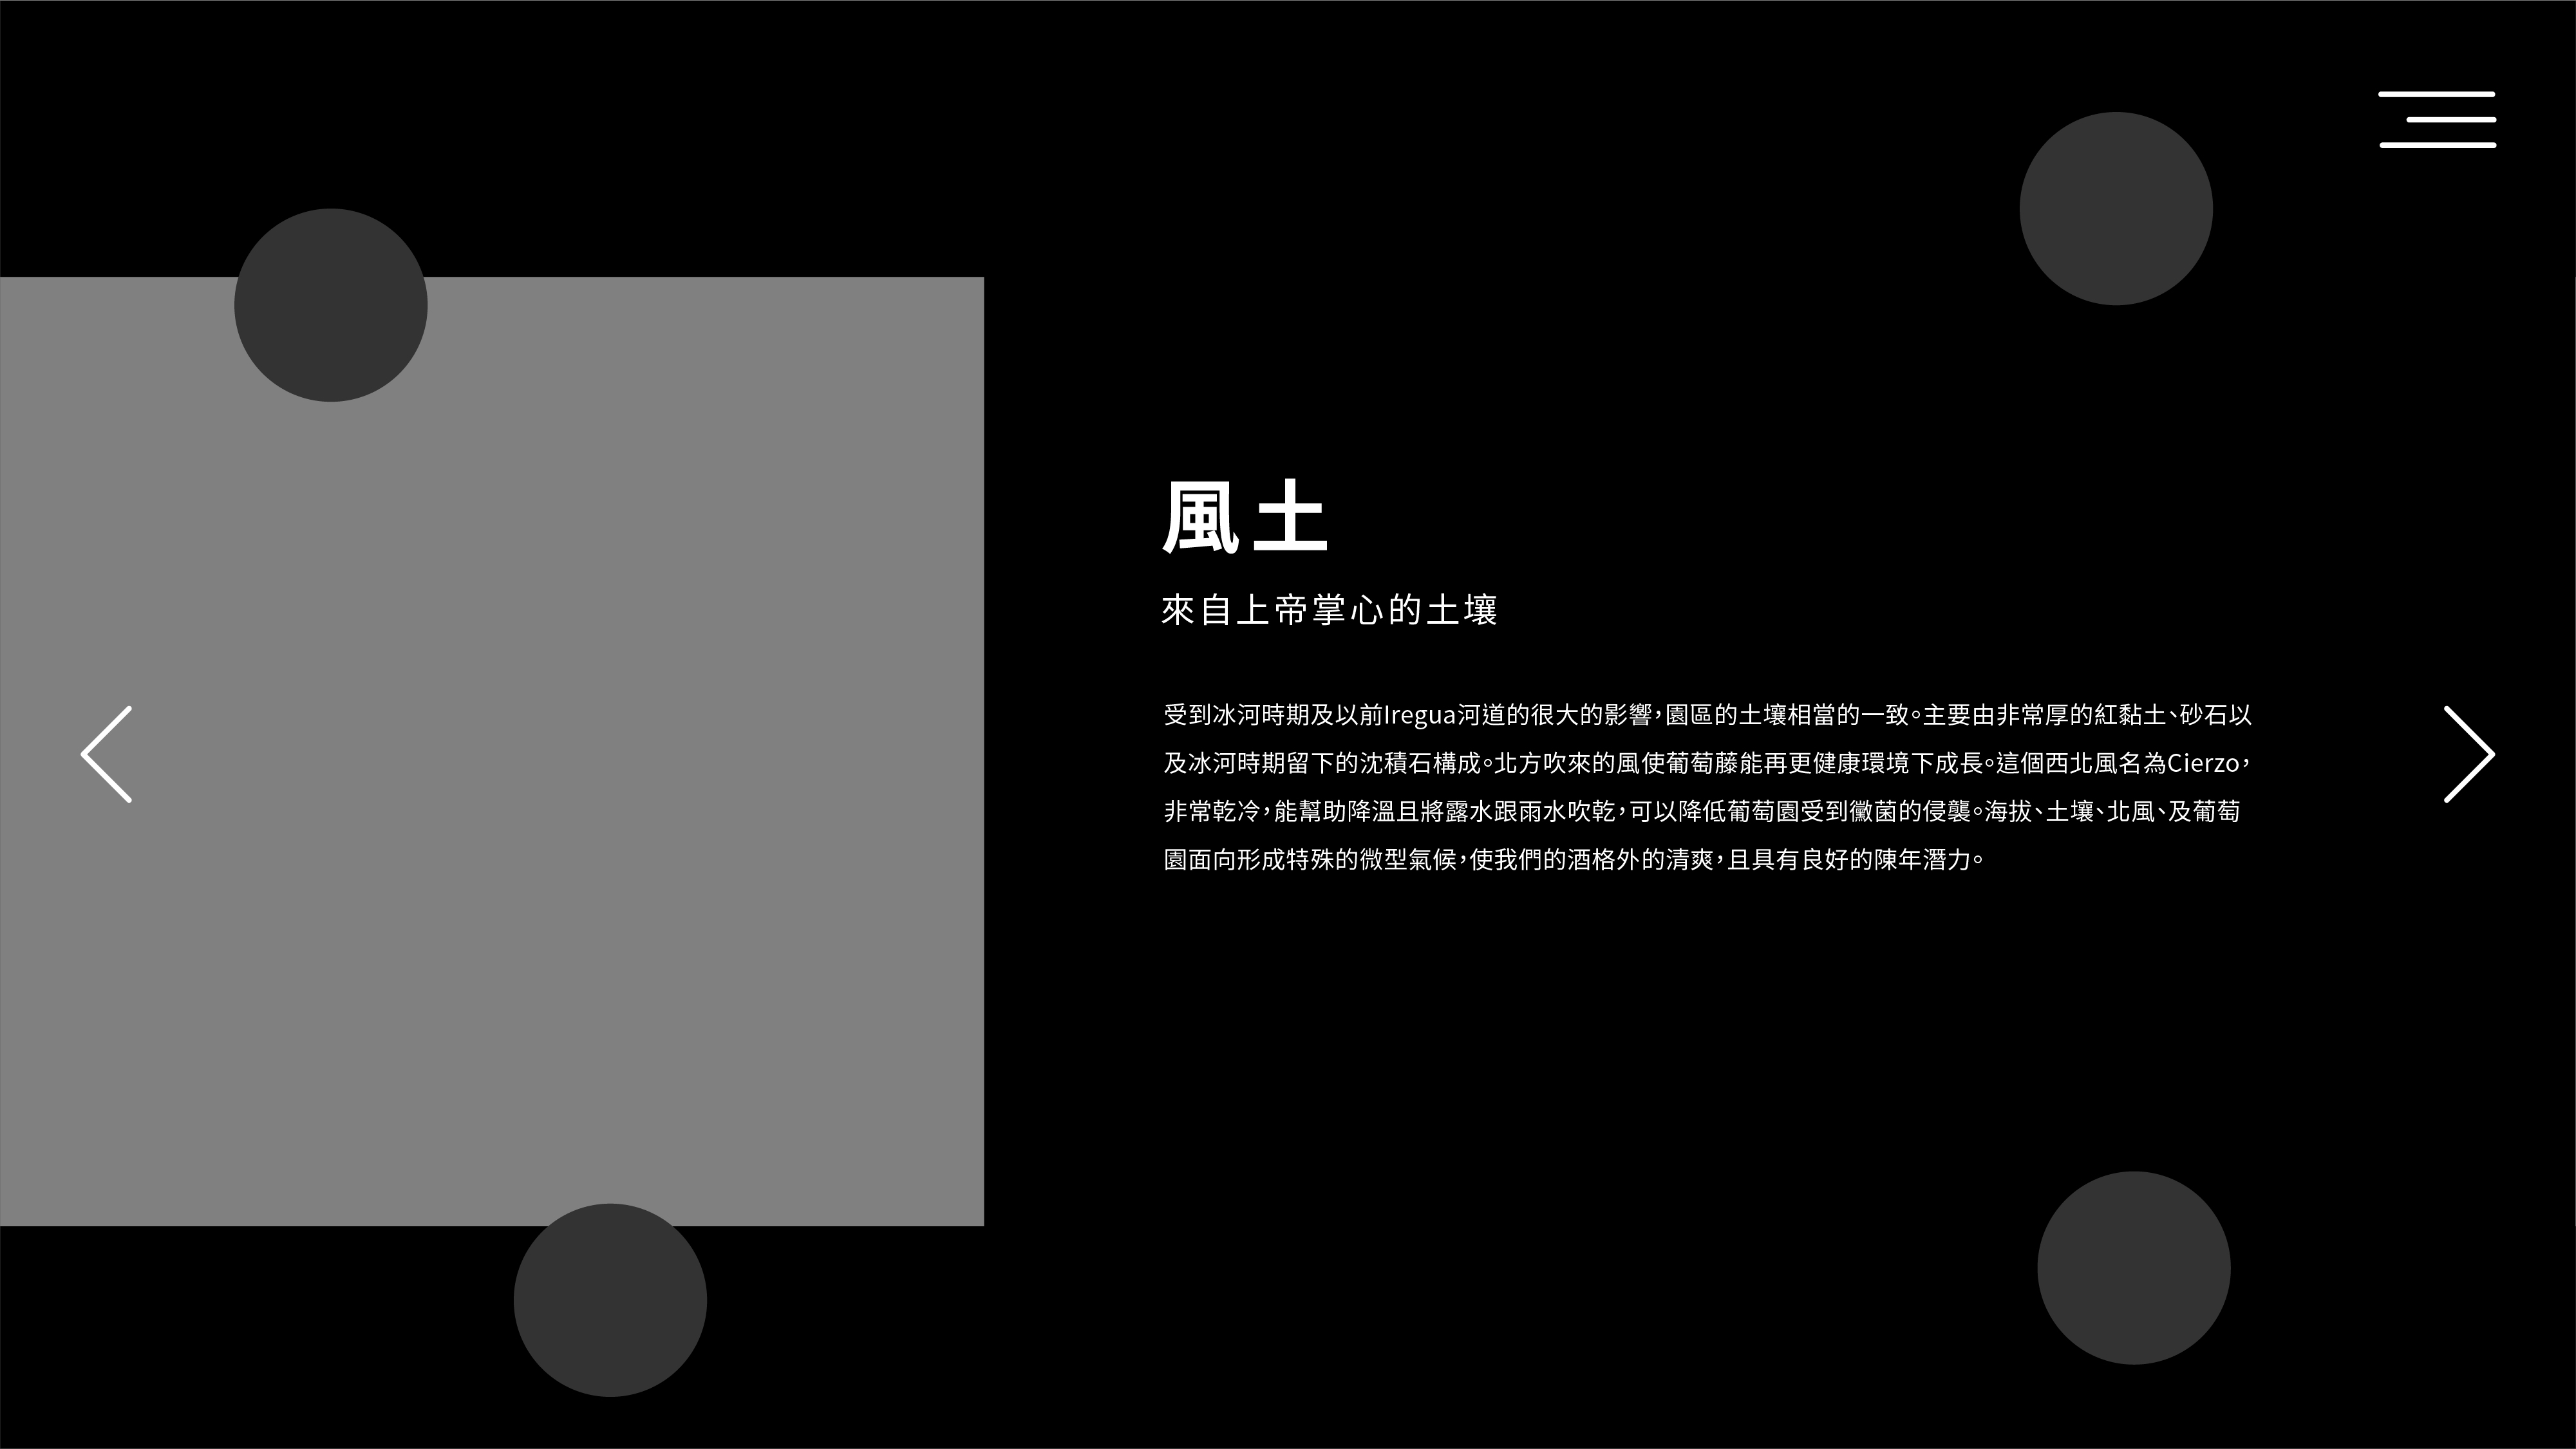 風土
來自上帝掌心的土壤
受到冰河時期及以前Iregua河道的很大的影響，園區的土壤相當的一致。主要由非常厚的紅黏土、砂石以
及冰河時期留下的沈積石構成。北方吹來的風使葡萄藤能再更健康環境下成長。這個西北風名為Cierzo，
非常乾冷，能幫助降溫且將露水跟雨水吹乾，可以降低葡萄園受到黴菌的侵襲。海拔、土壤、北風、及葡萄
園面向形成特殊的微型氣候，使我們的酒格外的清爽，且具有良好的陳年潛力。